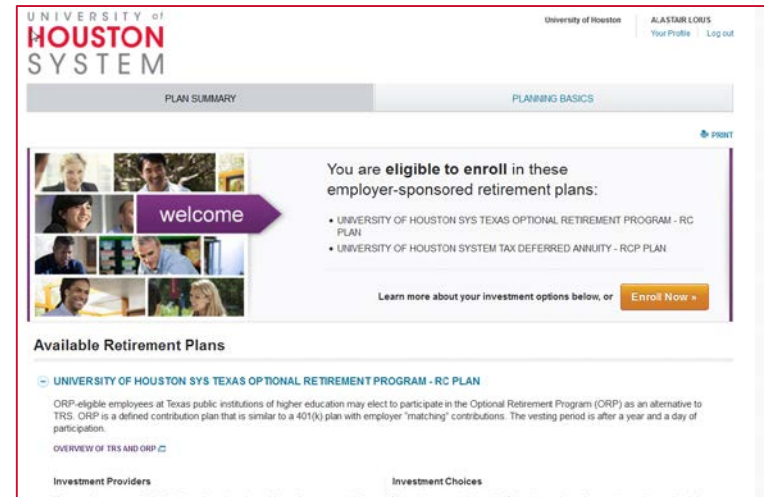 UNIVERSITY of
HOUSTON
SYSTEM
University of Houston
ALASTAIR LOIUS
Your Profile
Log out
PLAN SUMMARY
PLANNING BASICS
PRINT
welcome
You are eligible to enroll in these
employer-sponsored retirement plans:
• UNIVERSITY OF HOUSTON SYS TEXAS OPTIONAL RETIREMENT PROGRAM - RC
PLAN
• UNIVERSITY OF HOUSTON SYSTEM TAX DEFERRED ANNUITY - RCP PLAN
Learn more about your investment options below, or
Enroll Now »
Available Retirement Plans
UNIVERSITY OF HOUSTON SYS TEXAS OPTIONAL RETIREMENT PROGRAM - RC PLAN
ORP-eligible employees at Texas public institutions of higher education may elect to participate in the Optional Retirement Program (ORP) as an alternative to
TRS. ORP is a defined contribution plan that is similar to a 401(k) plan with employer "matching" contributions. The vesting period is after a year and a day of
participation.
OVERVIEW OF TRS AND ORP
Investment Providers
Investment Choices